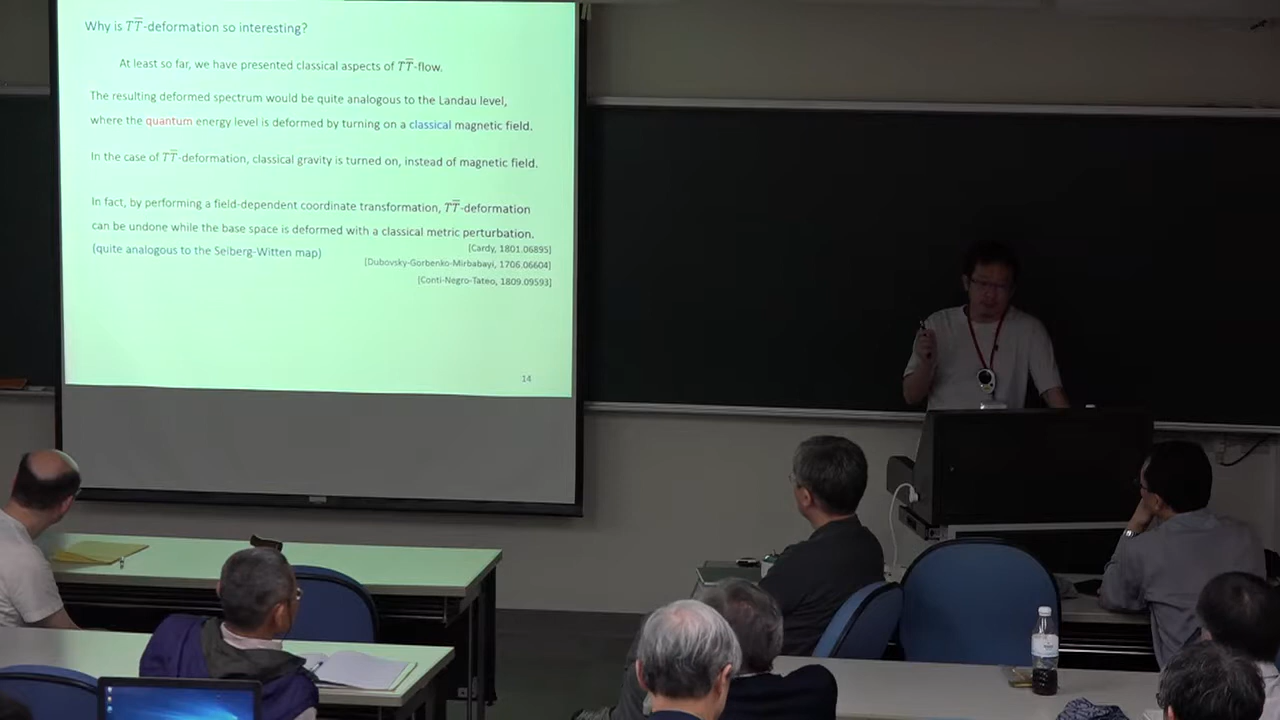 Why is T\overline{T}-deformation so interesting?
At least so far, we have presented classical aspects of T\overline{T}-flow.
The resulting deformed spectrum would be quite analogous to the Landau level,
where the quantum energy level is deformed by turning on a classical magnetic field.
In the case of T\overline{T}-deformation, classical gravity is turned on, instead of magnetic field.
In fact, by performing a field-dependent coordinate transformation, T\overline{T}-deformation
can be undone while the base space is deformed with a classical metric perturbation.
(quite analogous to the Seiberg-Witten map)
[Cardy, 1801.06895]
[Dubovsky-Gorbenko-Mirbabayi, 1706.06604]
[Conti-Negro-Tateo, 1809.09593]
14